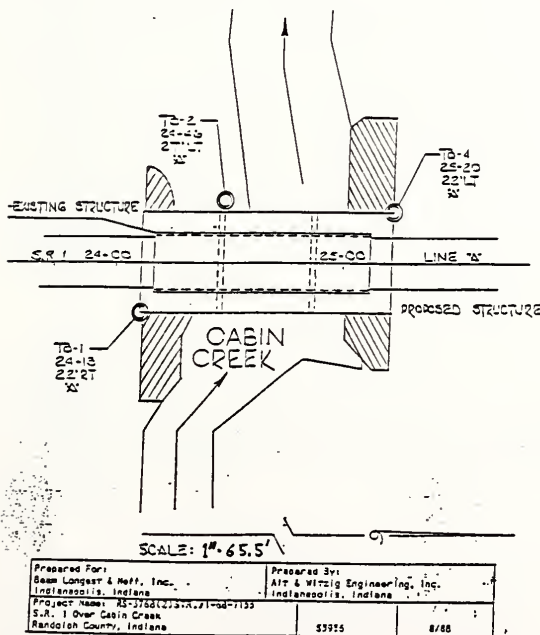 TB-2
24-46
27'LT
"A"
TB-4
25-20
22'LT
"A"
EXISTING STRUCTURE
S.R.1 24-00
25-00
LINE "A"
PROPOSED STRUCTURE
CABIN
CREEK
TB-1
24-13
22'RT
"A"
SCALE: 1"-65.5'
Prepared For:
Beam Longest & Neff, Inc.
Indianapolis, Indiana
Prepared By:
Alt & Witzig Engineering, Inc.
Indianapolis, Indiana
Project Name:
S.R. 1 Over Cabin Creek
Randolph County, Indiana
8/88